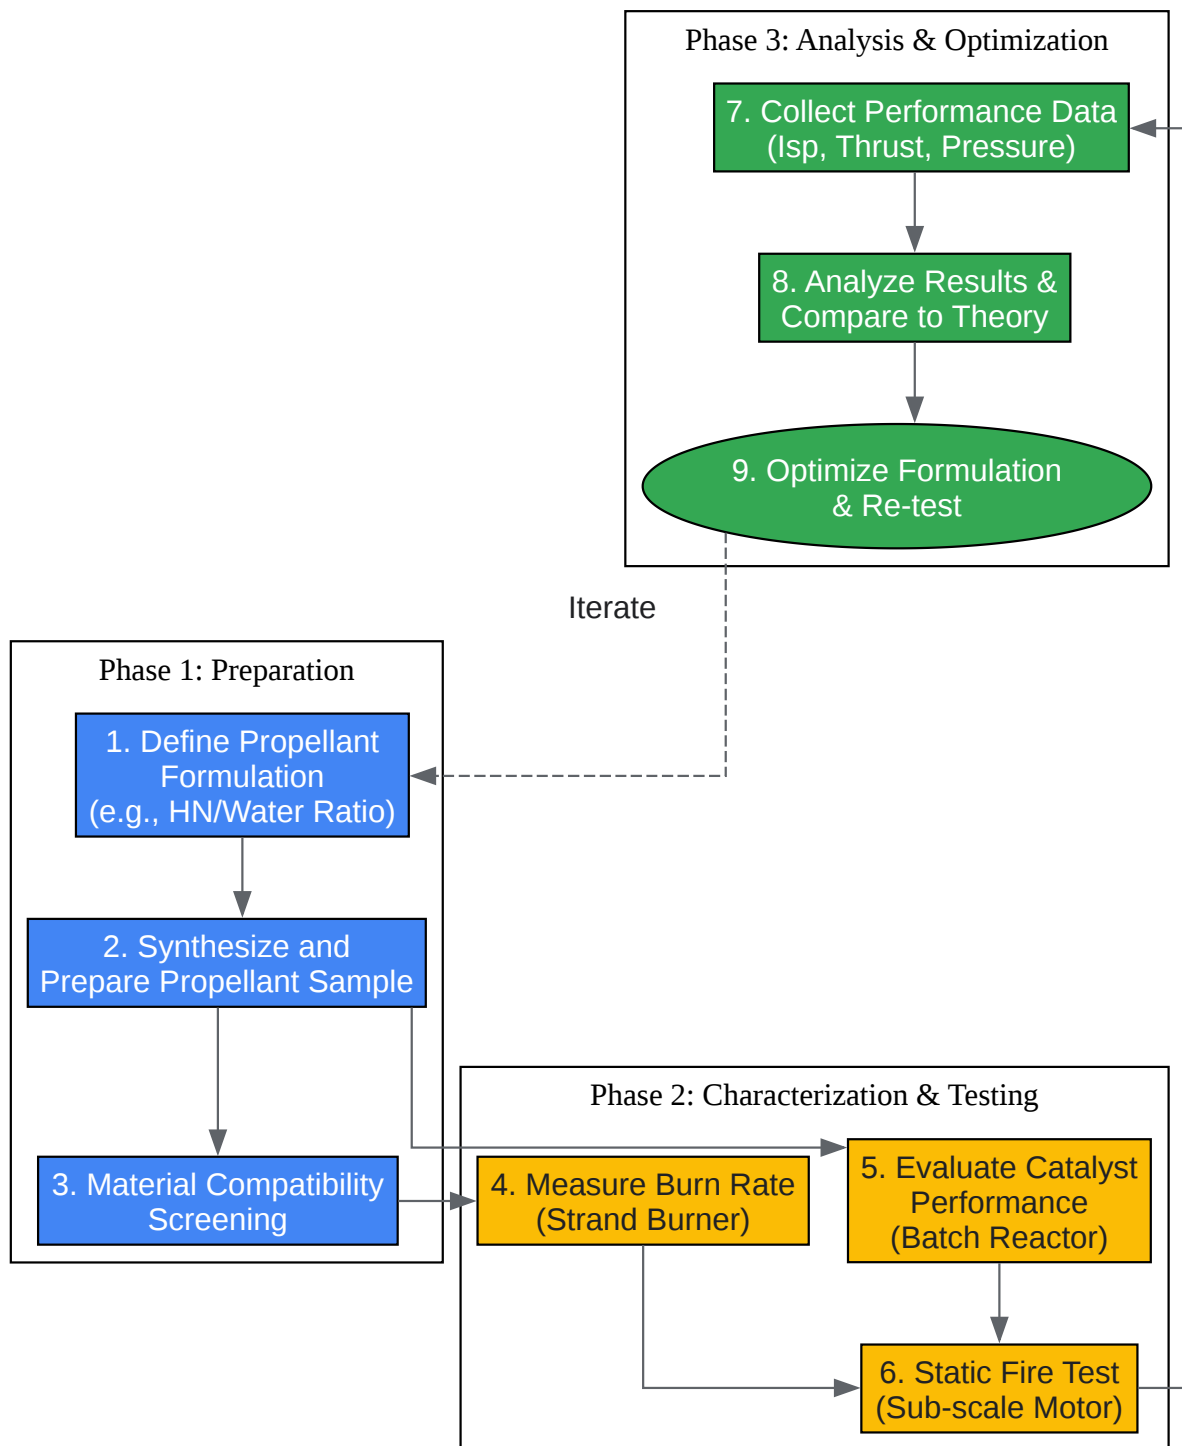 Phase 3: Analysis & Optimization
7. Collect Performance Data
(Isp, Thrust, Pressure)
8. Analyze Results &
Compare to Theory
9. Optimize Formulation
& Re-test
Iterate
Phase 1: Preparation
1. Define Propellant
Formulation
(e.g., HN/Water Ratio)
2. Synthesize and
Prepare Propellant Sample
3. Material Compatibility
Screening
Phase 2: Characterization & Testing
4. Measure Burn Rate
(Strand Burner)
5. Evaluate Catalyst
Performance
(Batch Reactor)
6. Static Fire Test
(Sub-scale Motor)